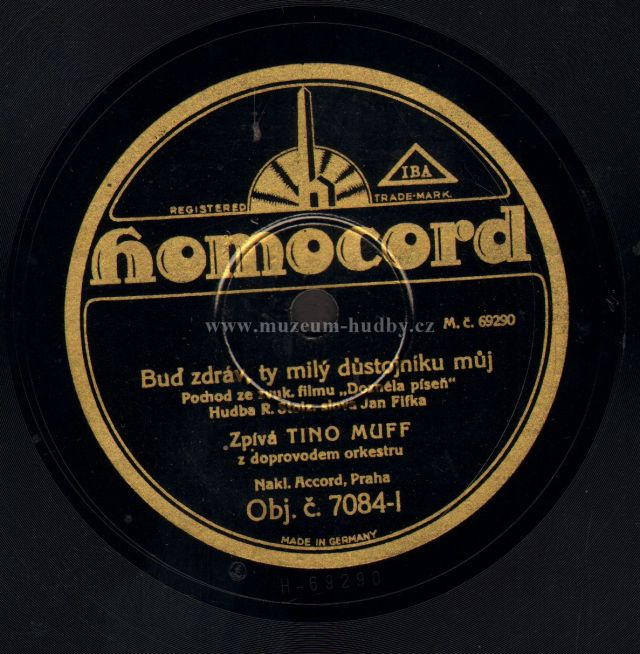 IBA
REGISTERED TRADE-MARK.
homocord
www.muzeum-hudby.cz
M. č. 69290
Buď zdráv, ty milý důstojníku můj
Pochod ze zvuk. filmu „Dozněla píseň"
Hudba R. Stolz, slova Jan Fifka
Zpívá TINO MUFF
z doprovodem orkestru
Nakl. Accord, Praha
Obj. č. 7084-I
MADE IN GERMANY
H-69290